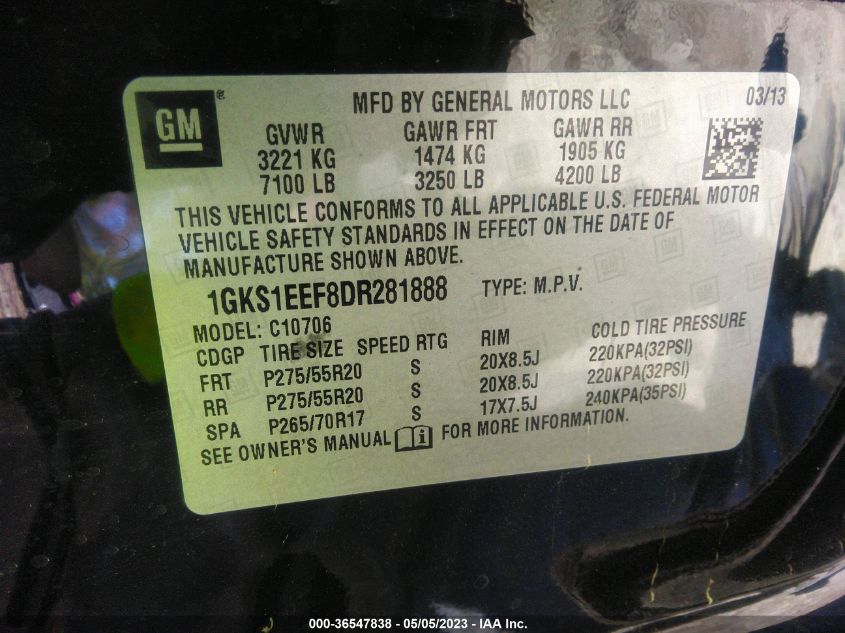 GM ® MFD BY GENERAL MOTORS LLC 03/13
GVWR GAWR FRT GAWR RR
3221 KG 1474 KG 1905 KG
7100 LB 3250 LB 4200 LB
THIS VEHICLE CONFORMS TO ALL APPLICABLE U.S. FEDERAL MOTOR
VEHICLE SAFETY STANDARDS IN EFFECT ON THE DATE OF
MANUFACTURE SHOWN ABOVE.
1GKS1EEF8DR281888 TYPE: M.P.V.
MODEL: C10706
CDGP TIRE SIZE SPEED RTG RIM COLD TIRE PRESSURE
FRT P275/55R20 S 20X8.5J 220KPA(32PSI)
RR P275/55R20 S 20X8.5J 220KPA(32PSI)
SPA P265/70R17 S 17X7.5J 240KPA(35PSI)
SEE OWNER'S MANUAL FOR MORE INFORMATION.
000-36547838 - 05/05/2023 - IAA Inc.